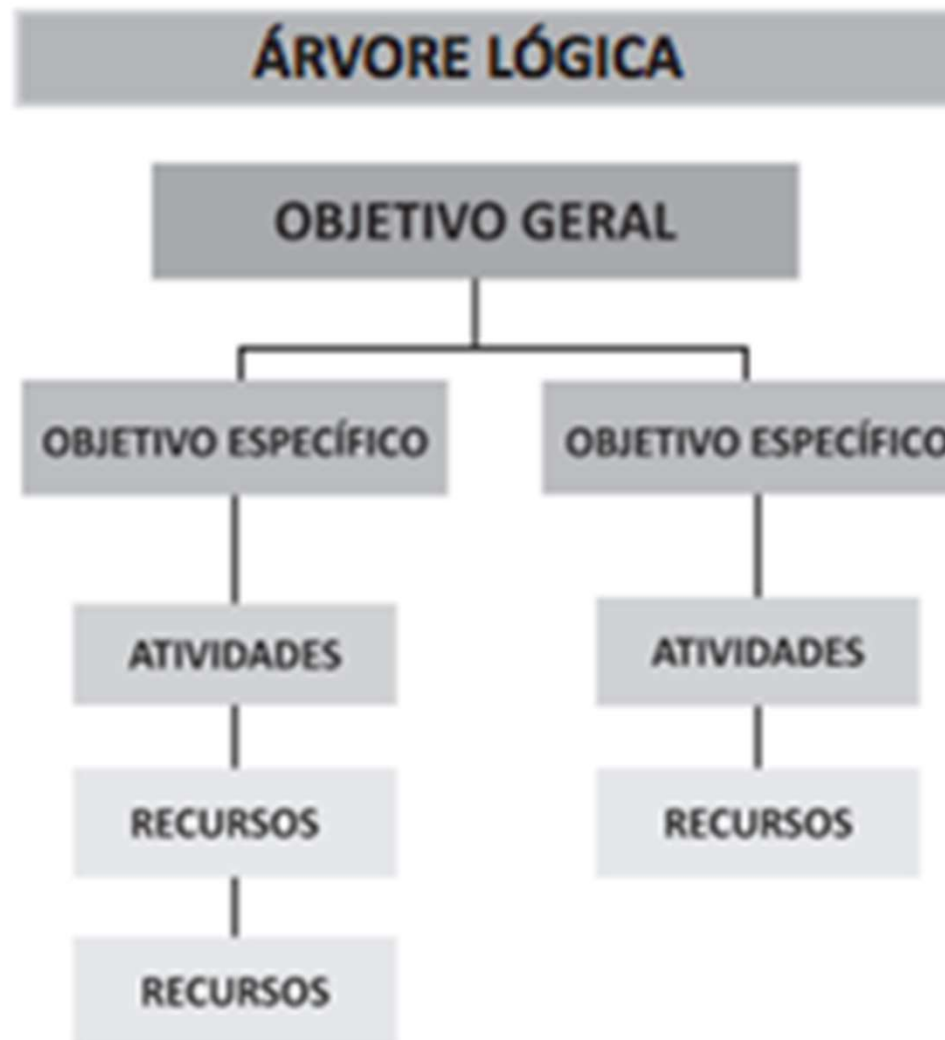 ÁRVORE LÓGICA
OBJETIVO GERAL
OBJETIVO ESPECÍFICO
OBJETIVO ESPECÍFICO
ATIVIDADES
ATIVIDADES
RECURSOS
RECURSOS
RECURSOS